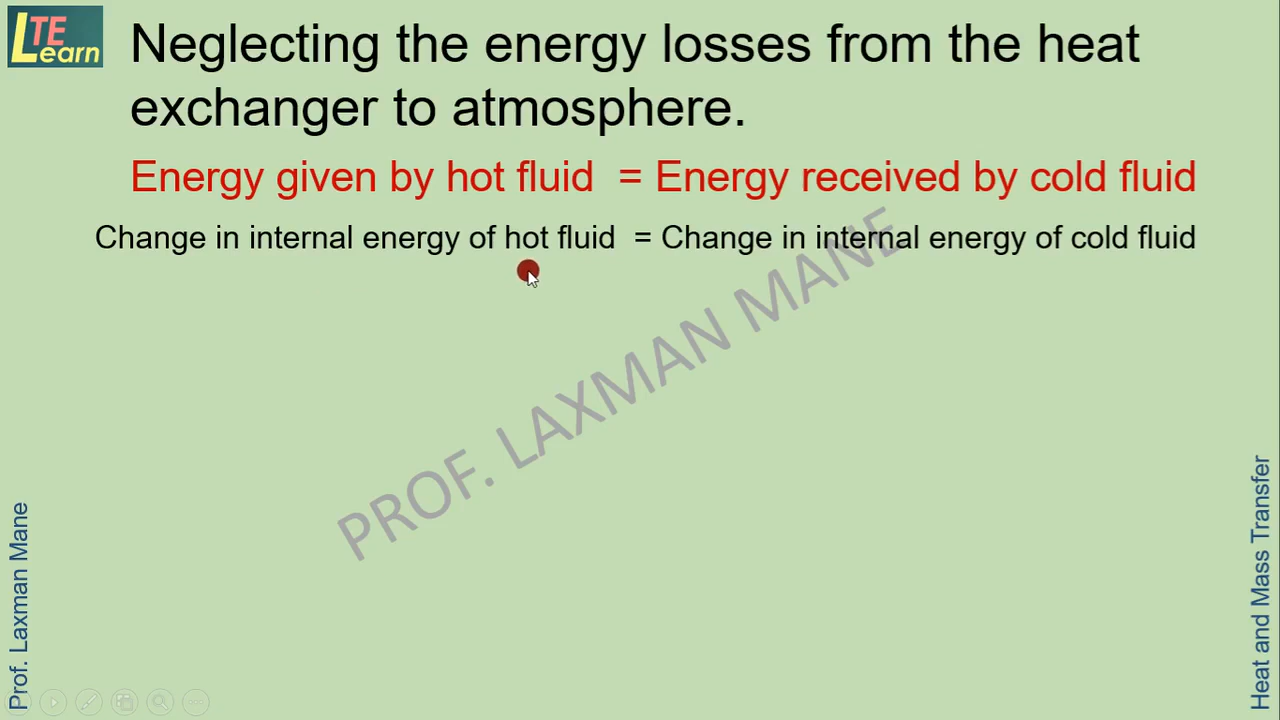 LTE
Learn
Neglecting the energy losses from the heat
exchanger to atmosphere.
Energy given by hot fluid = Energy received by cold fluid
Change in internal energy of hot fluid = Change in internal energy of cold fluid
PROF. LAXMAN MANE
Prof. Laxman Mane
Heat and Mass Transfer